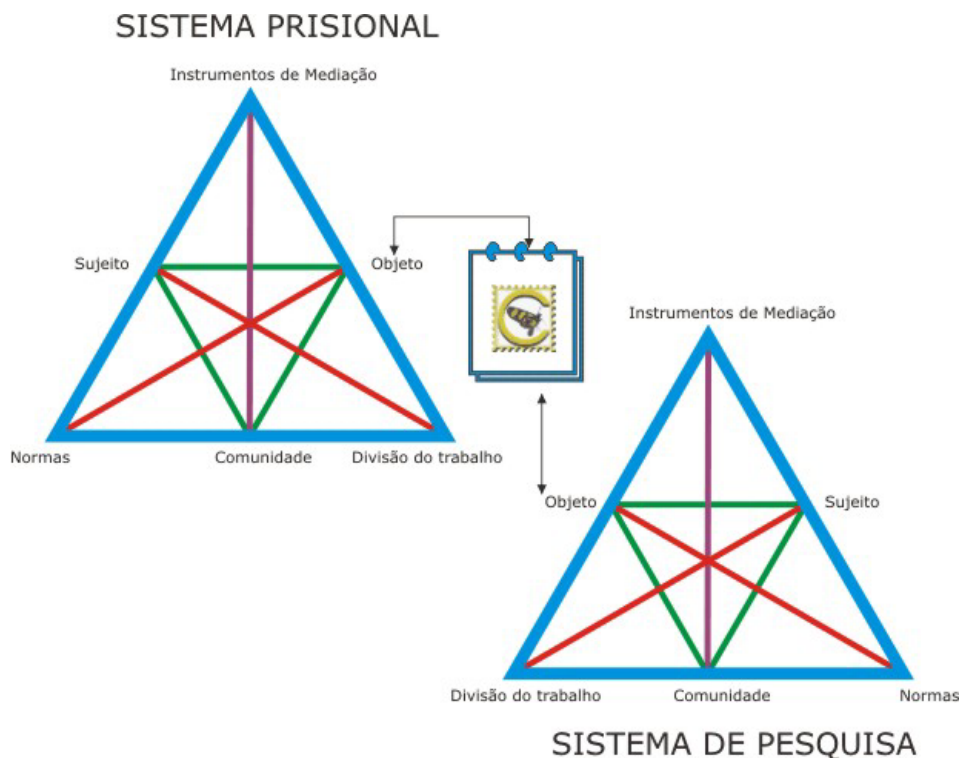 SISTEMA PRISIONAL
Instrumentos de Mediação
Sujeito
Objeto
Normas
Comunidade
Divisão do trabalho
Instrumentos de Mediação
Objeto
Sujeito
Divisão do trabalho
Comunidade
Normas
SISTEMA DE PESQUISA